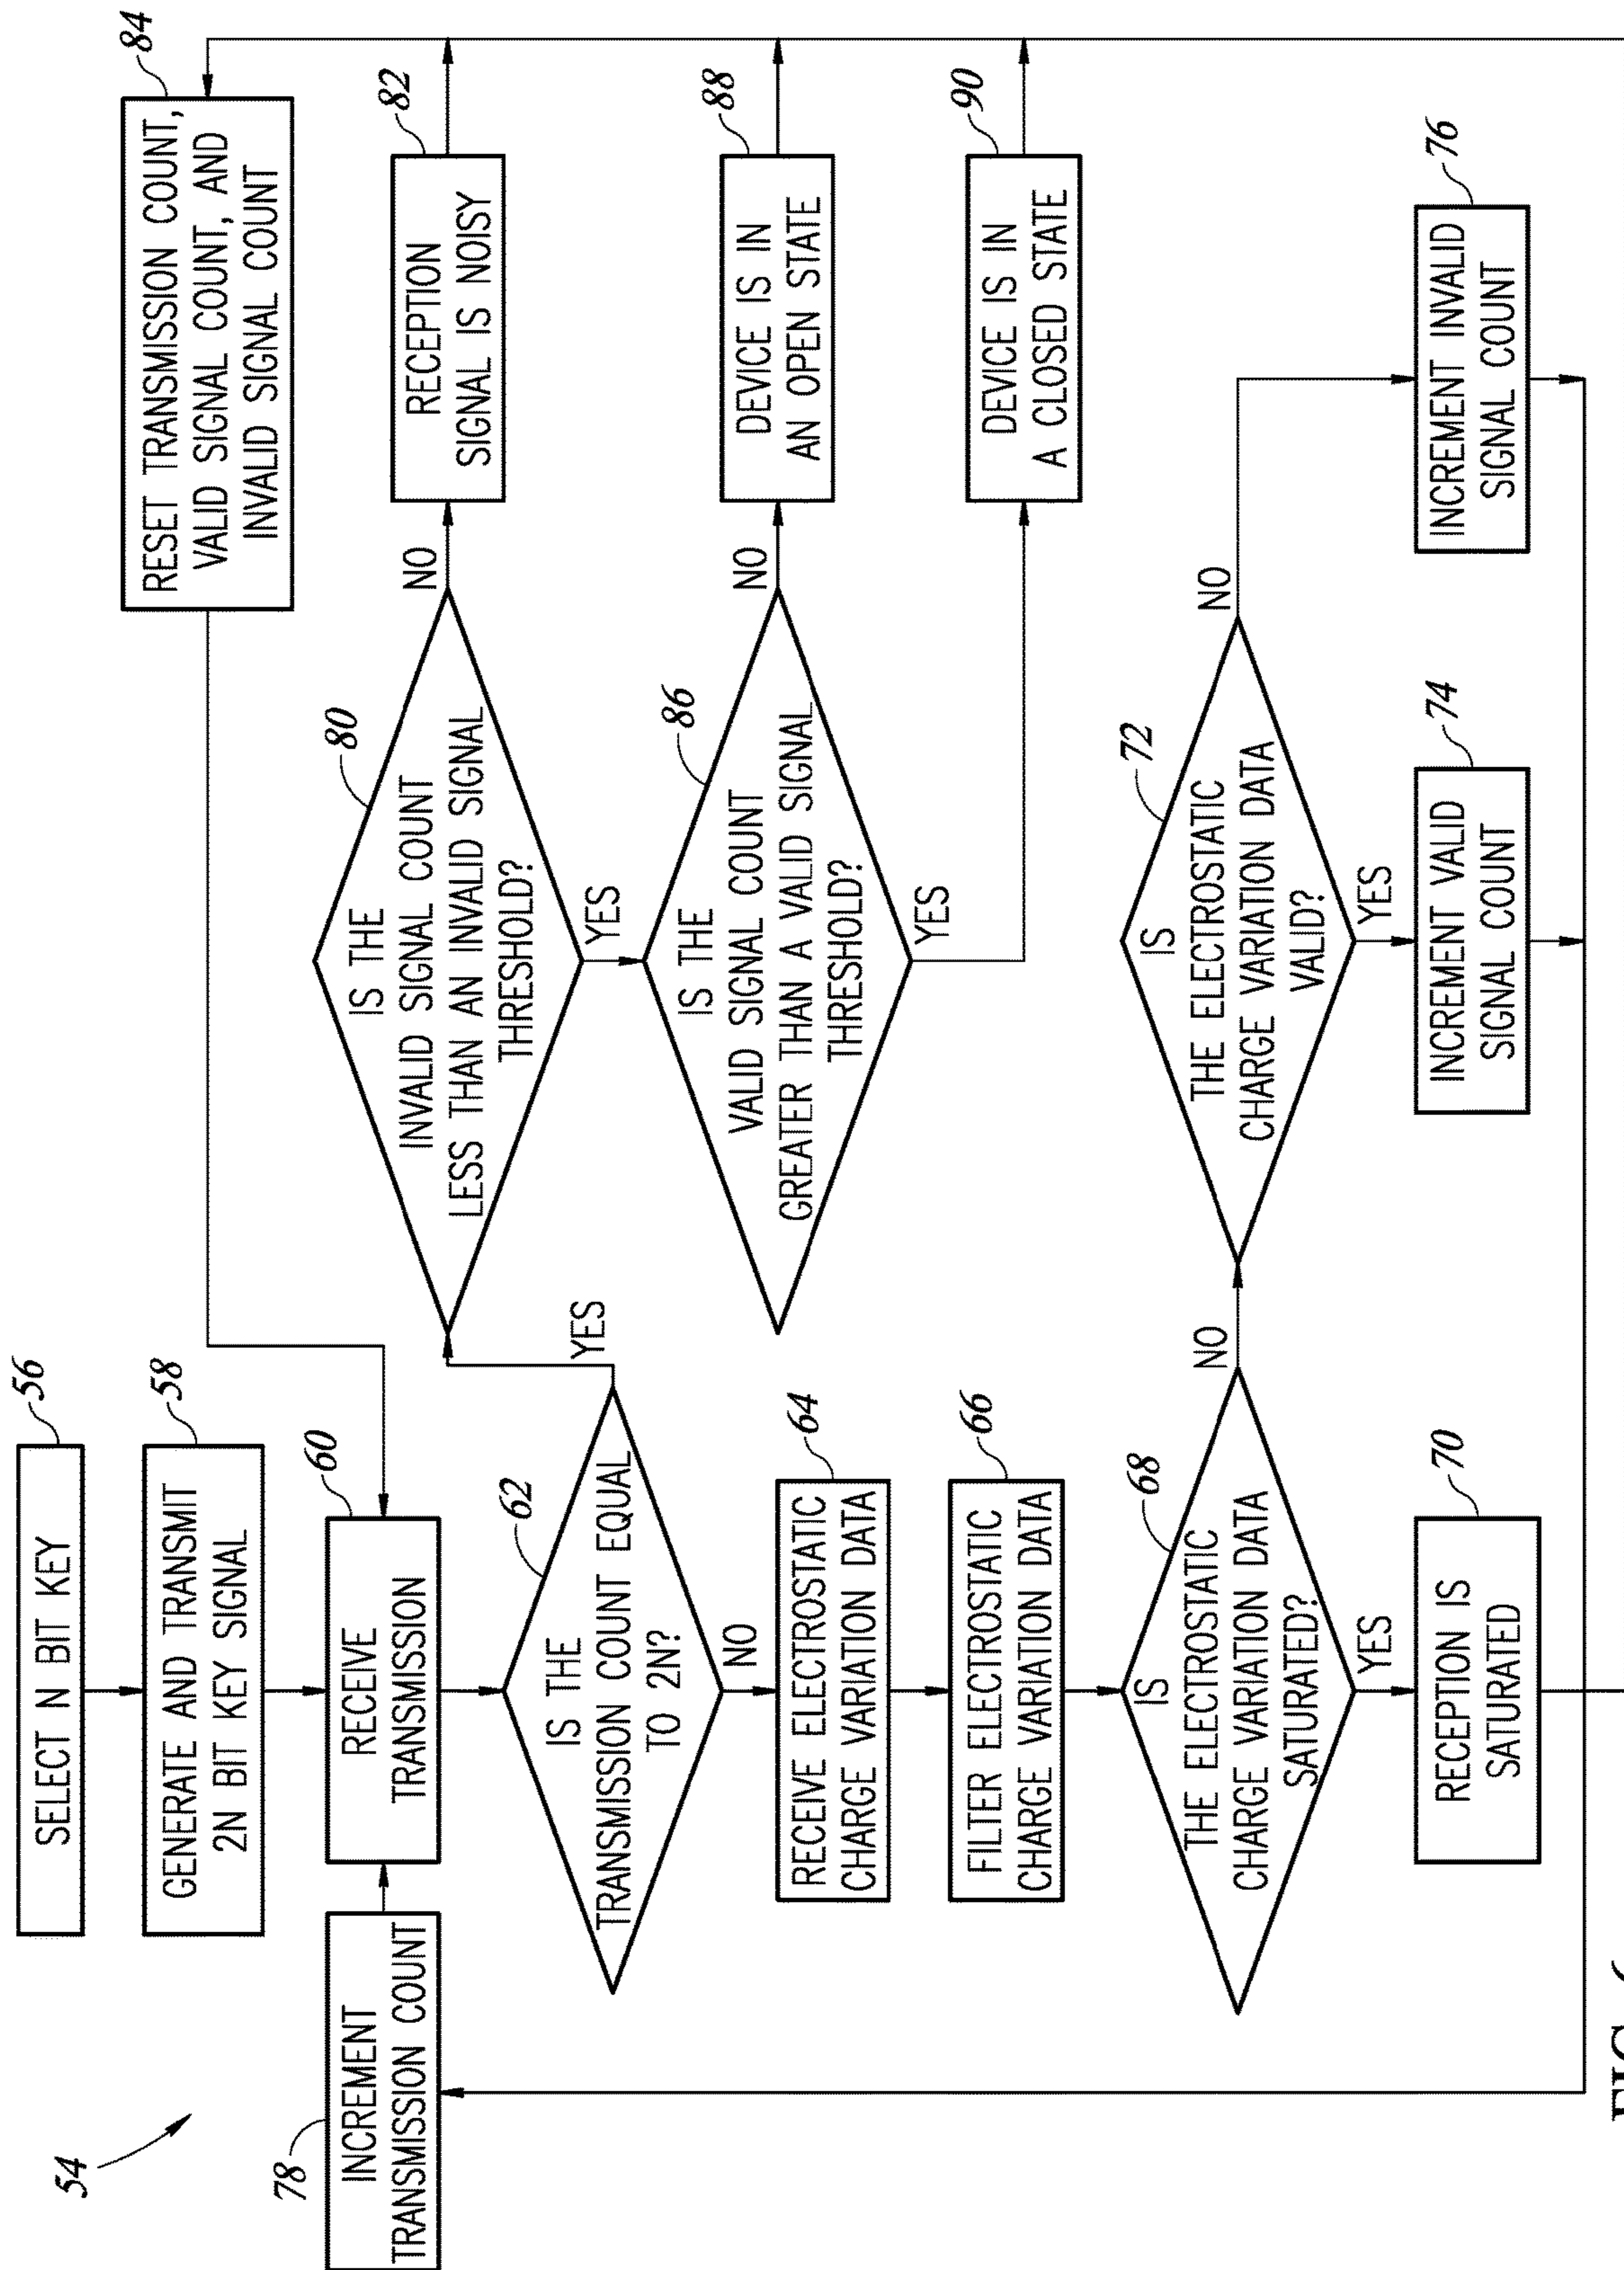 54
SELECT N BIT KEY
56
GENERATE AND TRANSMIT
2N BIT KEY SIGNAL
58
INCREMENT
TRANSMISSION COUNT
78
RECEIVE
TRANSMISSION
60
IS THE
TRANSMISSION COUNT EQUAL
TO 2N?
62
YES
NO
RECEIVE ELECTROSTATIC
CHARGE VARIATION DATA
64
FILTER ELECTROSTATIC
CHARGE VARIATION DATA
66
IS
THE ELECTROSTATIC
CHARGE VARIATION DATA
SATURATED?
68
NO
YES
RECEPTION IS
SATURATED
70
RESET TRANSMISSION COUNT,
VALID SIGNAL COUNT, AND
INVALID SIGNAL COUNT
84
IS THE
INVALID SIGNAL COUNT
LESS THAN AN INVALID SIGNAL
THRESHOLD?
80
NO
YES
RECEPTION
SIGNAL IS NOISY
82
IS THE
VALID SIGNAL COUNT
GREATER THAN A VALID SIGNAL
THRESHOLD?
86
NO
YES
DEVICE IS IN
AN OPEN STATE
88
DEVICE IS IN
A CLOSED STATE
90
IS
THE ELECTROSTATIC
CHARGE VARIATION DATA
VALID?
72
NO
YES
INCREMENT VALID
SIGNAL COUNT
74
INCREMENT INVALID
SIGNAL COUNT
76